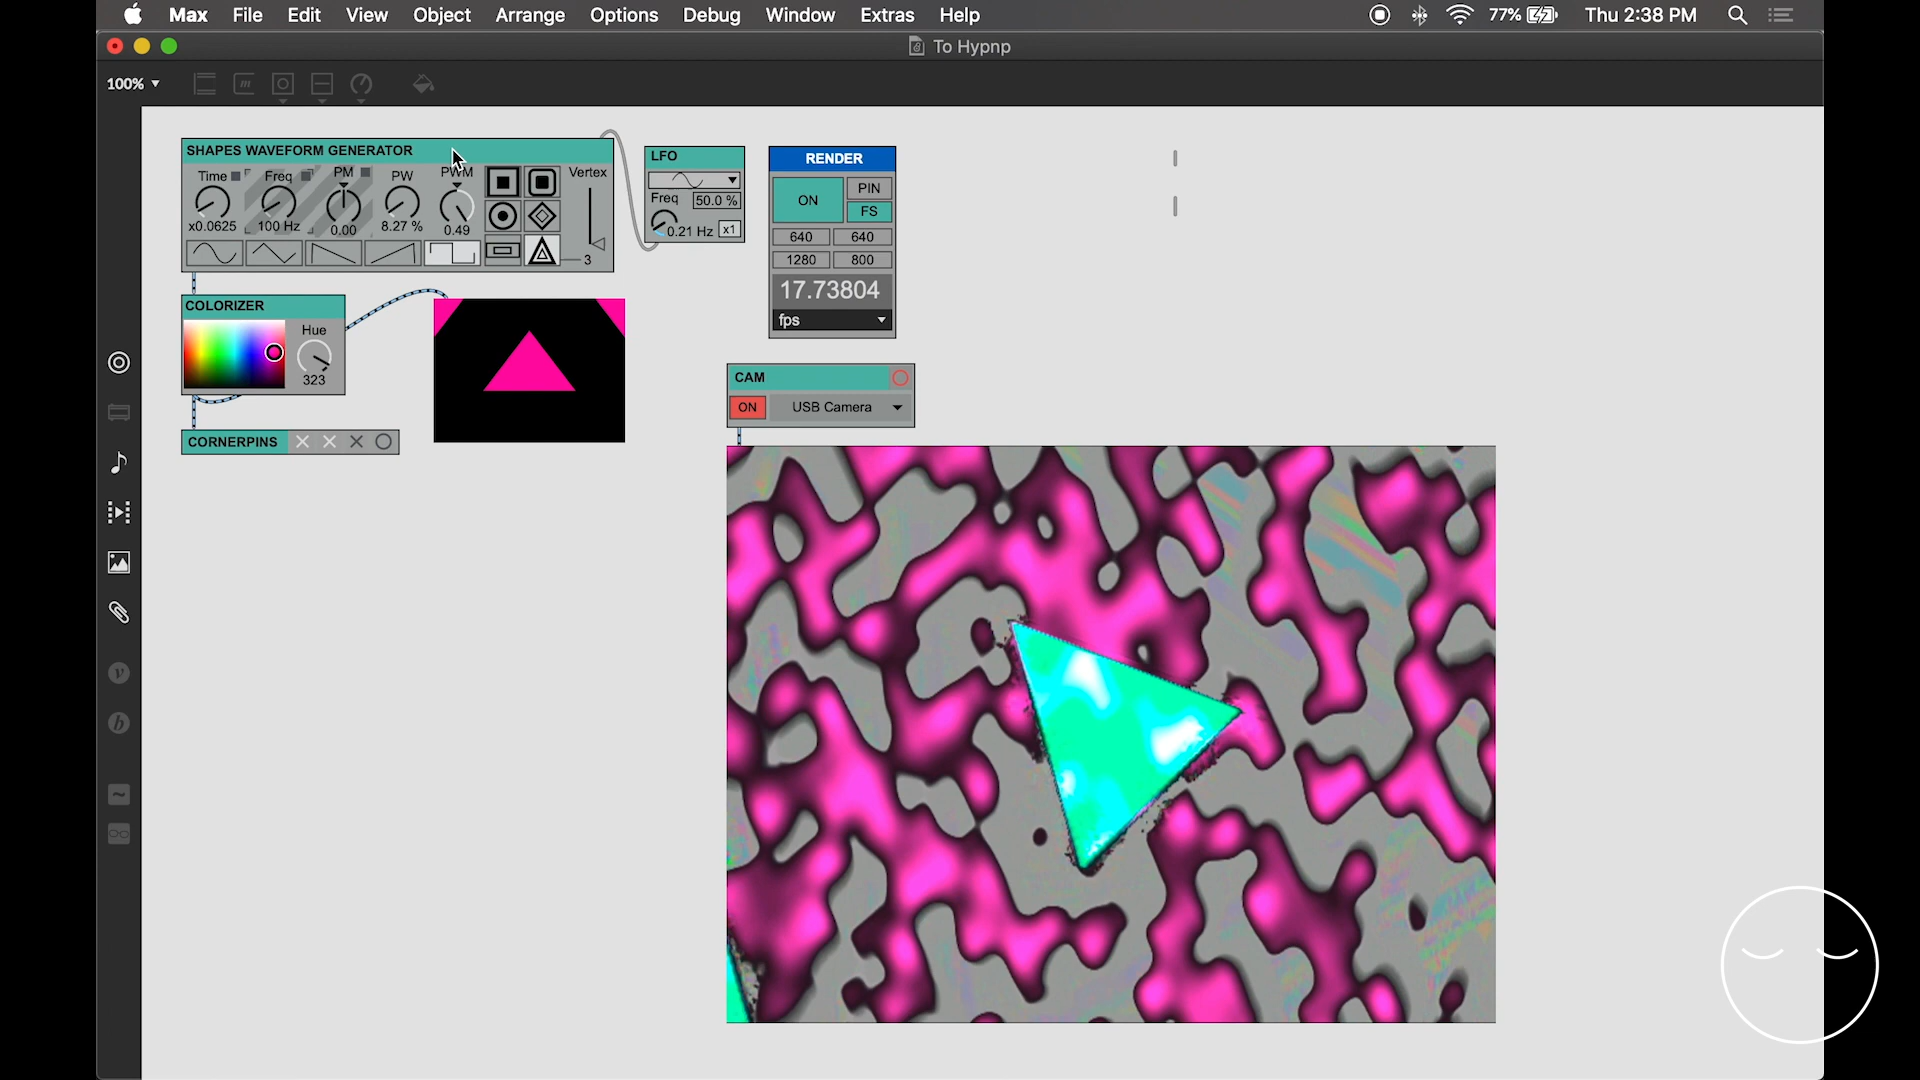 Max File Edit View Object Arrange Options Debug Window Extras Help 77% Thu 2:38 PM
To Hypnp
100%
SHAPES WAVEFORM GENERATOR
Time Freq PM PW PWM Vertex
x0.0625 100 Hz 0.00 8.27 % 0.49
3
LFO
Freq 50.0 %
0.21 Hz x1
RENDER
ON PIN
FS
640 640
1280 800
17.73804
fps
COLORIZER
Hue
323
CORNERPINS
CAM
ON USB Camera